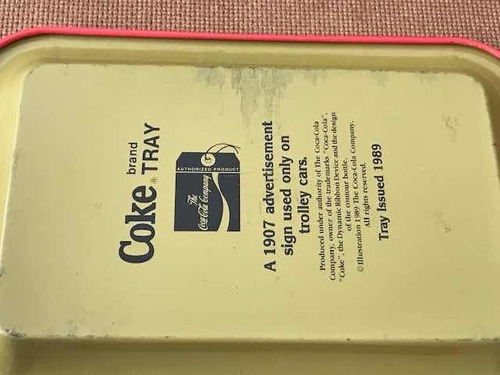 Coke® brand TRAY
AUTHORIZED PRODUCT
The
Coca-Cola Company
A 1907 advertisement
sign used only on
trolley cars.
Produced under authority of The Coca-Cola
Company, owner of the trademarks "Coca-Cola",
"Coke", the Dynamic Ribbon Device and the design
of the contour bottle.
© Illustration 1989 The Coca-Cola Company.
All rights reserved.
Tray Issued 1989